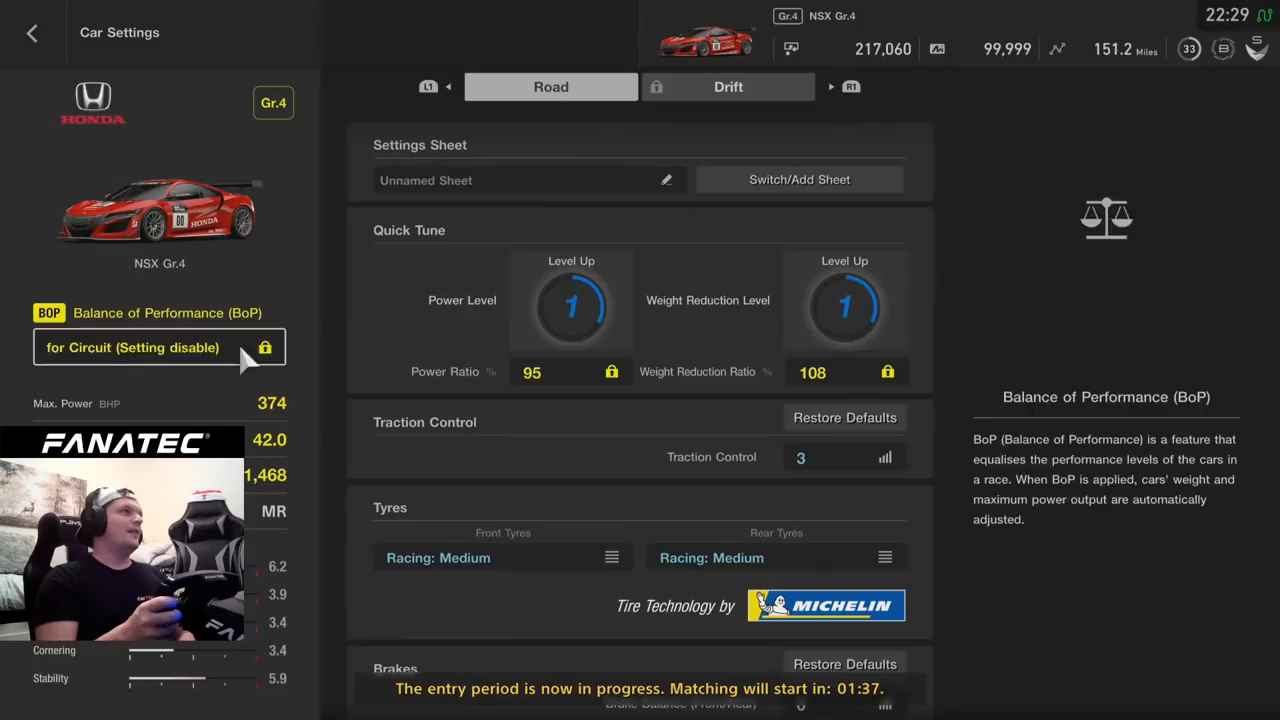 Car Settings
Gr.4 NSX Gr.4
22:29
217,060
99,999
151.2 Miles
33
B
S
L1
Road
Drift
R1
HONDA
Gr.4
00
HONDA
NSX Gr.4
BOP Balance of Performance (BoP)
for Circuit (Setting disable)
Max. Power BHP 374
42.0
1,468
MR
6.2
3.9
3.4
Cornering 3.4
Stability 5.9
FANATEC
Settings Sheet
Unnamed Sheet
Switch/Add Sheet
Quick Tune
Level Up
Level Up
Power Level 1
Weight Reduction Level 1
Power Ratio % 95
Weight Reduction Ratio % 108
Traction Control
Restore Defaults
Traction Control 3
Tyres
Front Tyres
Rear Tyres
Racing: Medium
Racing: Medium
Tire Technology by MICHELIN
Brakes
Restore Defaults
The entry period is now in progress. Matching will start in: 01:37.
Brake Balance (Front/Rear) 0
Balance of Performance (BoP)
BoP (Balance of Performance) is a feature that
equalises the performance levels of the cars in
a race. When BoP is applied, cars' weight and
maximum power output are automatically
adjusted.